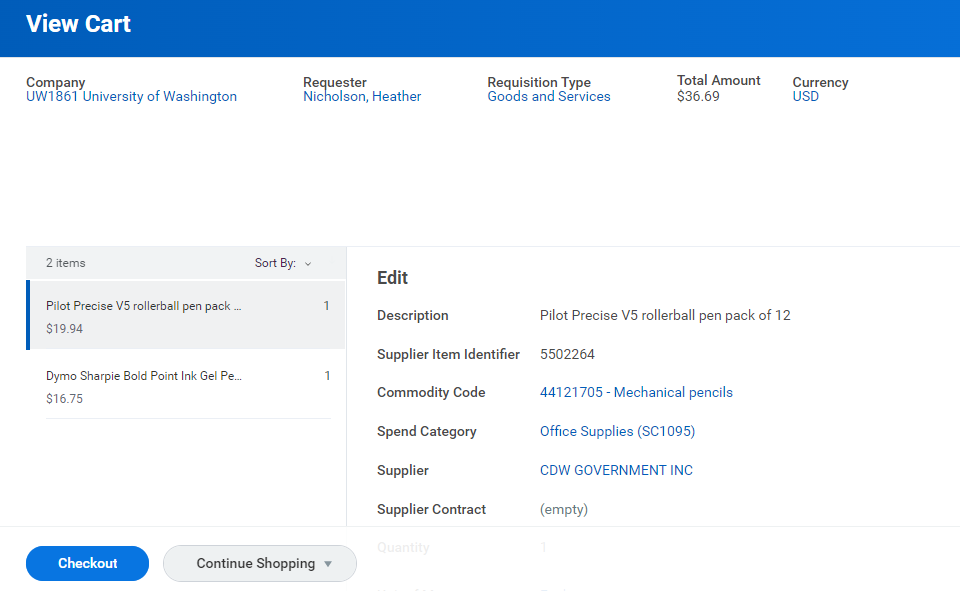 View Cart
Company
UW1861 University of Washington
Requester
Nicholson, Heather
Requisition Type
Goods and Services
Total Amount
$36.69
Currency
USD
2 items
Sort By:
Pilot Precise V5 rollerball pen pack ...
1
$19.94
Dymo Sharpie Bold Point Ink Gel Pe...
1
$16.75
Edit
Description Pilot Precise V5 rollerball pen pack of 12
Supplier Item Identifier 5502264
Commodity Code 44121705 - Mechanical pencils
Spend Category Office Supplies (SC1095)
Supplier CDW GOVERNMENT INC
Supplier Contract (empty)
Quantity 1
Checkout
Continue Shopping